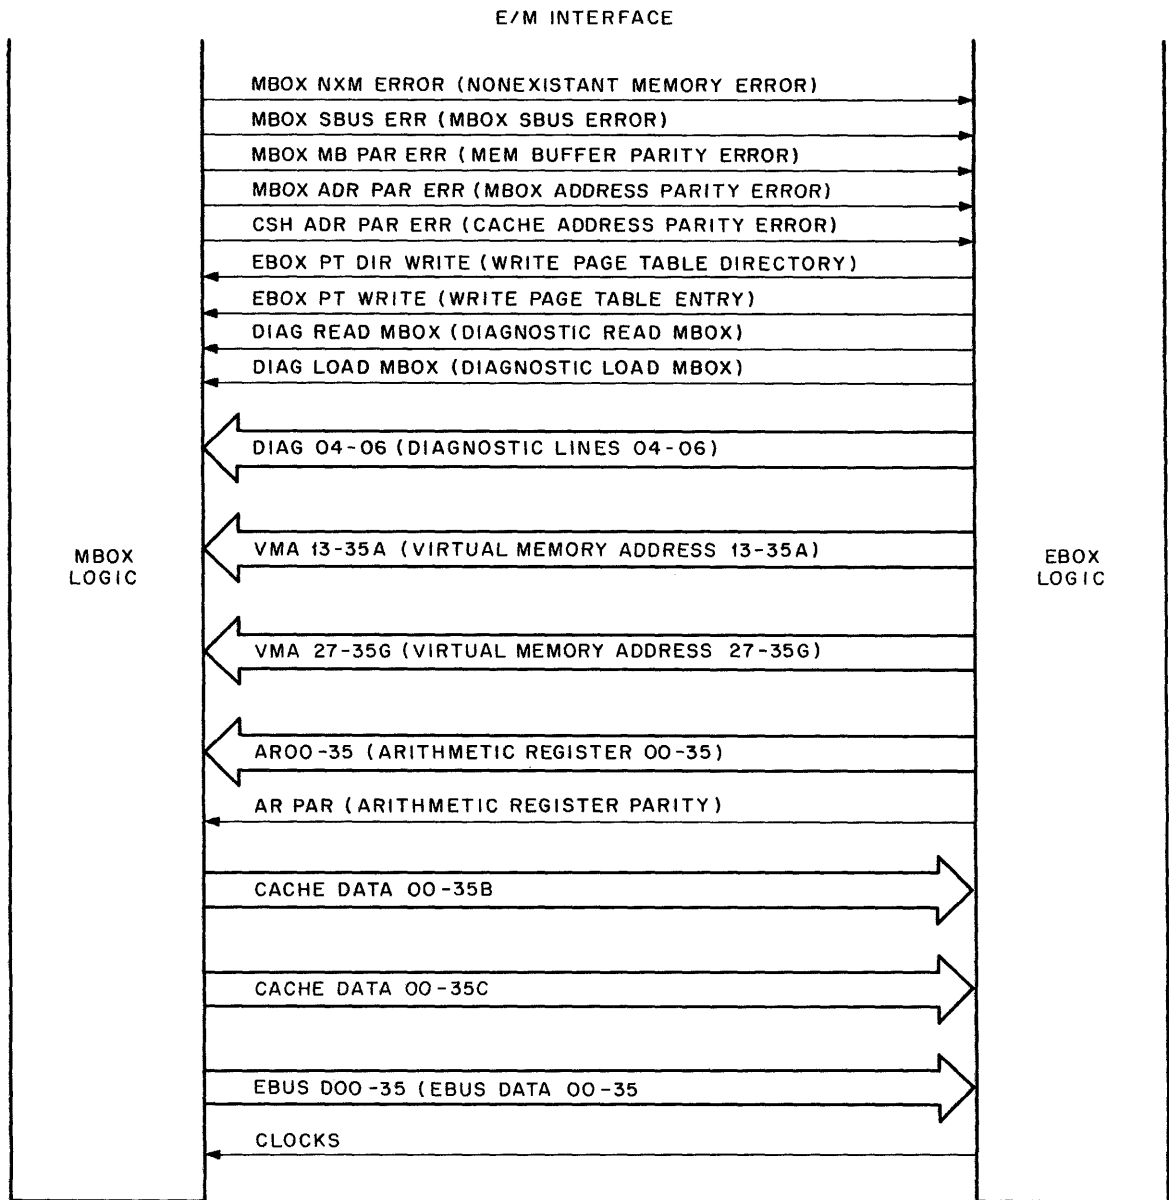 E/M INTERFACE
MBOX NXM ERROR (NONEXISTANT MEMORY ERROR)
MBOX SBUS ERR (MBOX SBUS ERROR)
MBOX MB PAR ERR (MEM BUFFER PARITY ERROR)
MBOX ADR PAR ERR (MBOX ADDRESS PARITY ERROR)
CSH ADR PAR ERR (CACHE ADDRESS PARITY ERROR)
EBOX PT DIR WRITE (WRITE PAGE TABLE DIRECTORY)
EBOX PT WRITE (WRITE PAGE TABLE ENTRY)
DIAG READ MBOX (DIAGNOSTIC READ MBOX)
DIAG LOAD MBOX (DIAGNOSTIC LOAD MBOX)
DIAG 04-06 (DIAGNOSTIC LINES 04-06)
VMA 13-35A (VIRTUAL MEMORY ADDRESS 13-35A)
MBOX
LOGIC
EBOX
LOGIC
VMA 27-35G (VIRTUAL MEMORY ADDRESS 27-35G)
AR00-35 (ARITHMETIC REGISTER 00-35)
AR PAR (ARITHMETIC REGISTER PARITY)
CACHE DATA 00-35B
CACHE DATA 00-35C
EBUS D00-35 (EBUS DATA 00-35
CLOCKS